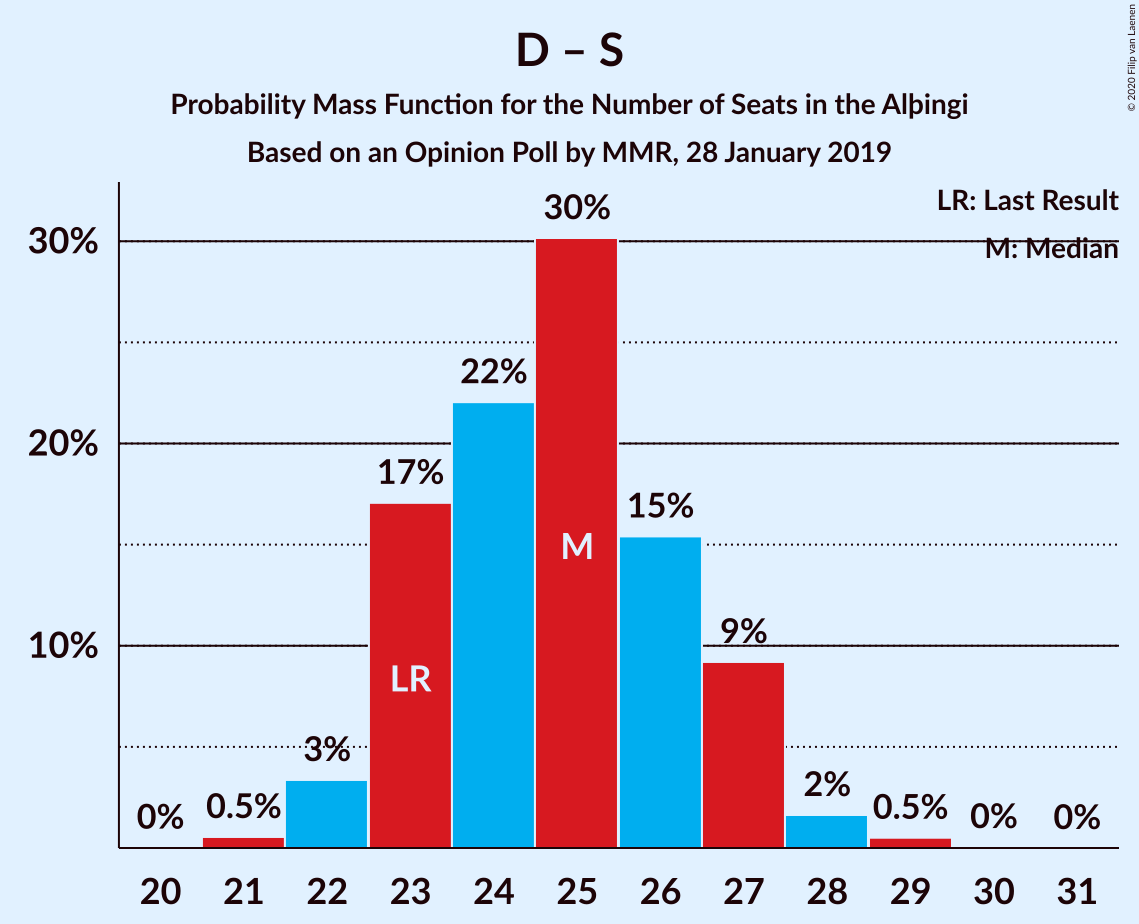 D – S
Probability Mass Function for the Number of Seats in the Alþingi
Based on an Opinion Poll by MMR, 28 January 2019
© 2020 Filip van Laenen
LR: Last Result
M: Median
30%
20%
10%
0%
0.5%
3%
17%
22%
30%
15%
9%
2%
0.5%
0%
0%
LR
M
20 21 22 23 24 25 26 27 28 29 30 31